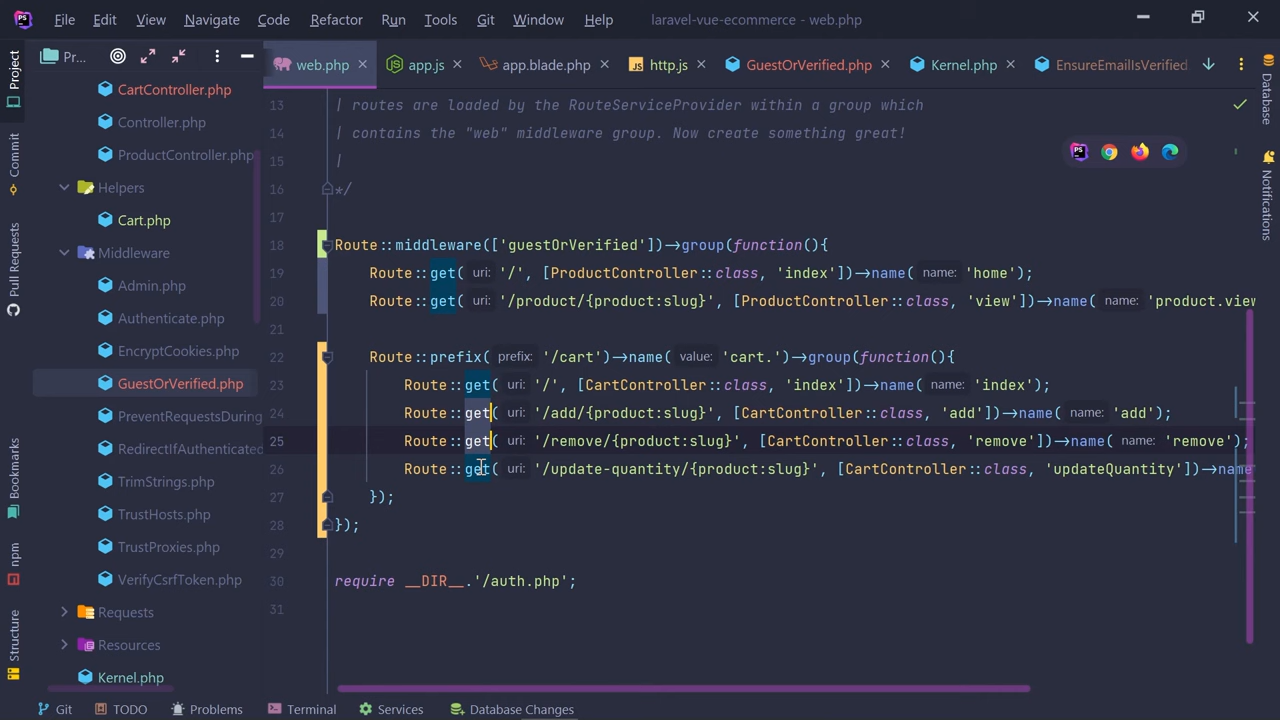 File Edit View Navigate Code Refactor Run Tools Git Window Help laravel-vue-ecommerce - web.php
Pr...
web.php app.js app.blade.php http.js GuestOrVerified.php Kernel.php EnsureEmailIsVerified
Project
Commit
Pull Requests
Bookmarks
npm
Structure
CartController.php
Controller.php
ProductController.php
Helpers
Cart.php
Middleware
Admin.php
Authenticate.php
EncryptCookies.php
GuestOrVerified.php
PreventRequestsDuring
RedirectIfAuthenticated
TrimStrings.php
TrustHosts.php
TrustProxies.php
VerifyCsrfToken.php
Requests
Resources
Kernel.php
13 | routes are loaded by the RouteServiceProvider within a group which
14 | contains the "web" middleware group. Now create something great!
15 |
16 */
17
18 Route::middleware(['guestOrVerified'])->group(function(){
19 Route::get( uri: '/', [ProductController::class, 'index'])->name( name: 'home');
20 Route::get( uri: '/product/{product:slug}', [ProductController::class, 'view'])->name( name: 'product.view
21
22 Route::prefix( prefix: '/cart')->name( value: 'cart.')->group(function(){
23 Route::get( uri: '/', [CartController::class, 'index'])->name( name: 'index');
24 Route::get( uri: '/add/{product:slug}', [CartController::class, 'add'])->name( name: 'add');
25 Route::get( uri: '/remove/{product:slug}', [CartController::class, 'remove'])->name( name: 'remove');
26 Route::get( uri: '/update-quantity/{product:slug}', [CartController::class, 'updateQuantity'])->name
27 });
28 });
29
30 require __DIR__.'/auth.php';
31
Database
Notifications
Git TODO Problems Terminal Services Database Changes